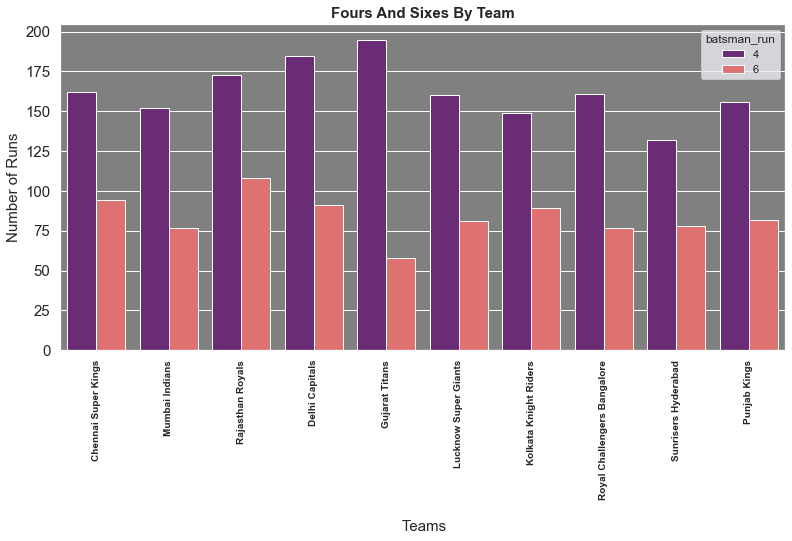 Fours And Sixes By Team
batsman_run
4
6
Number of Runs
200
175
150
125
100
75
50
25
0
Chennai Super Kings
Mumbai Indians
Rajasthan Royals
Delhi Capitals
Gujarat Titans
Lucknow Super Giants
Kolkata Knight Riders
Royal Challengers Bangalore
Sunrisers Hyderabad
Punjab Kings
Teams